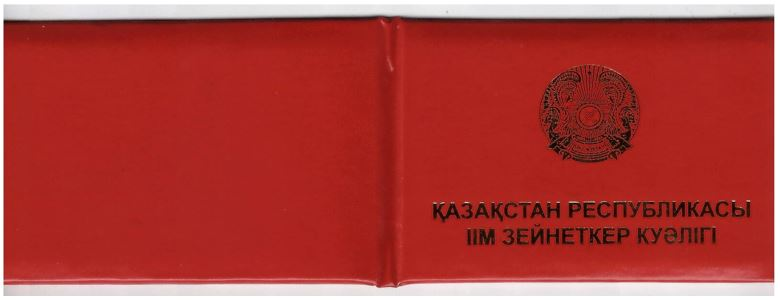 ҚАЗАҚСТАН РЕСПУБЛИКАСЫ
ІІМ ЗЕЙНЕТКЕР КУӘЛІГІ